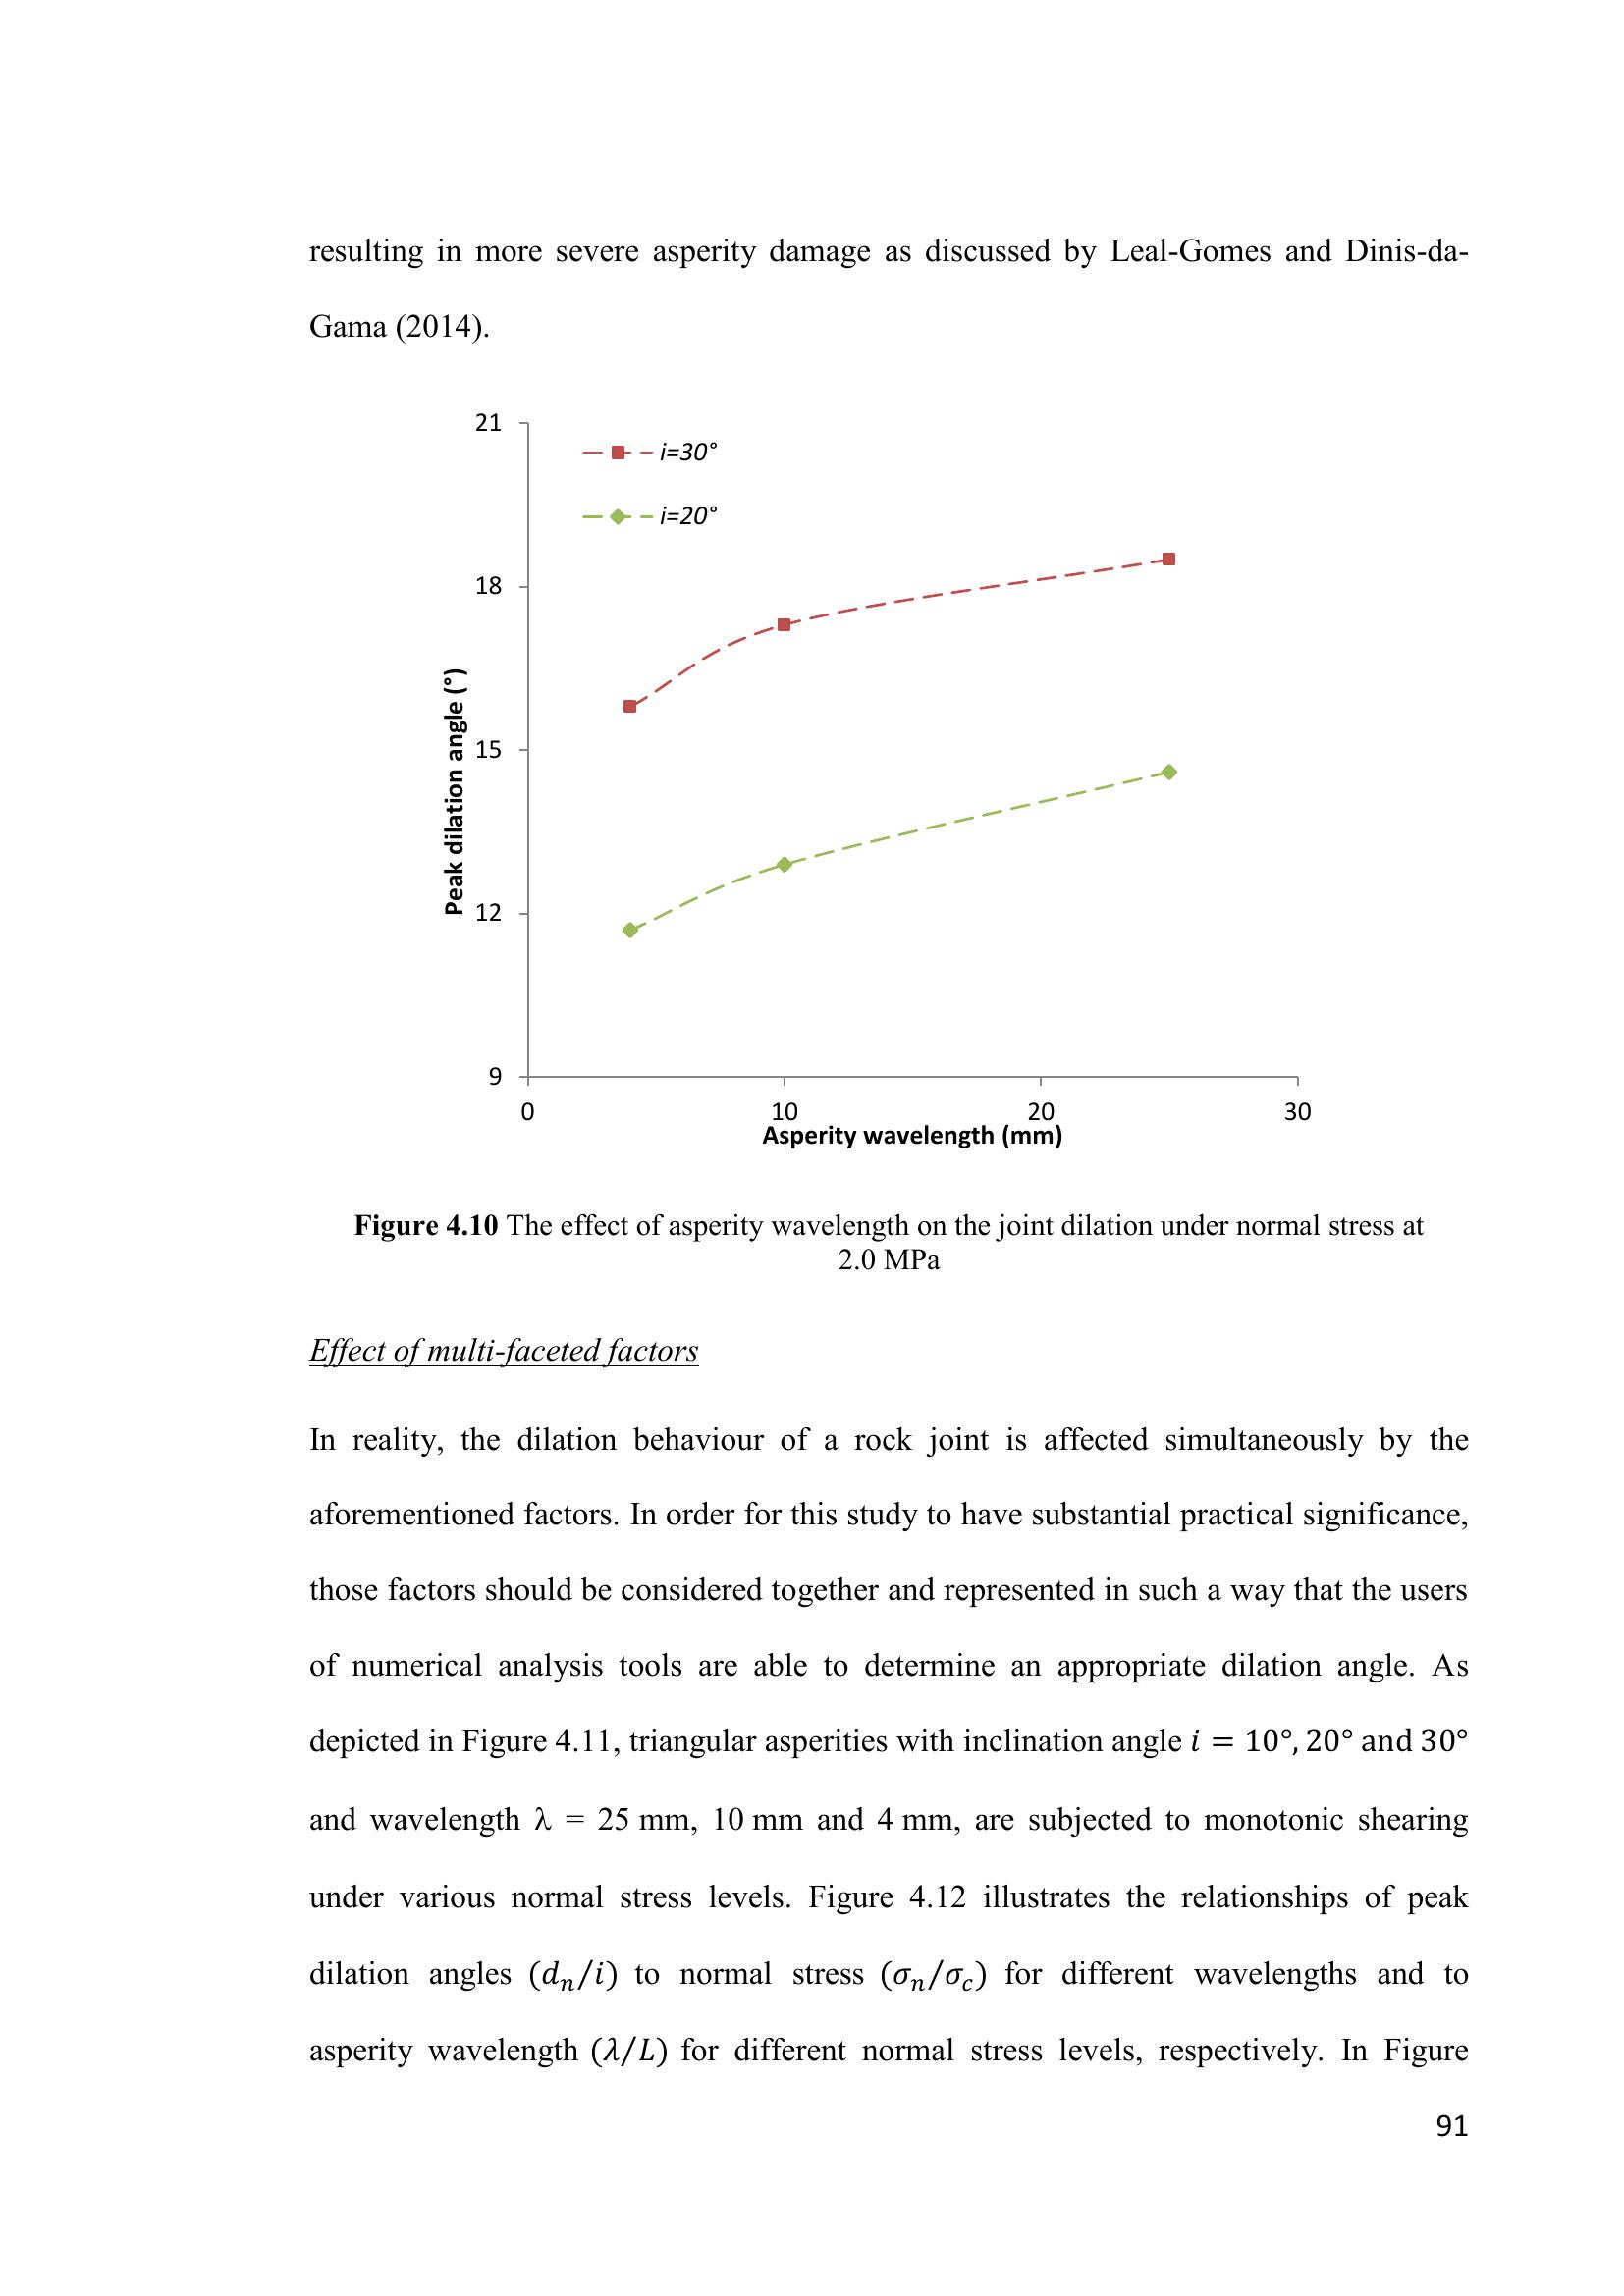 resulting in more severe asperity damage as discussed by Leal-Gomes and Dinis-da-
Gama (2014).
21
i=30°
i=20°
18
15
12
9
Peak dilation angle (°)
0 10 20 30
Asperity wavelength (mm)
Figure 4.10 The effect of asperity wavelength on the joint dilation under normal stress at
2.0 MPa
Effect of multi-faceted factors
In reality, the dilation behaviour of a rock joint is affected simultaneously by the
aforementioned factors. In order for this study to have substantial practical significance,
those factors should be considered together and represented in such a way that the users
of numerical analysis tools are able to determine an appropriate dilation angle. As
depicted in Figure 4.11, triangular asperities with inclination angle i = 10°, 20° and 30°
and wavelength λ = 25 mm, 10 mm and 4 mm, are subjected to monotonic shearing
under various normal stress levels. Figure 4.12 illustrates the relationships of peak
dilation angles (dₙ/i) to normal stress (σₙ/σ_c) for different wavelengths and to
asperity wavelength (λ/L) for different normal stress levels, respectively. In Figure
91